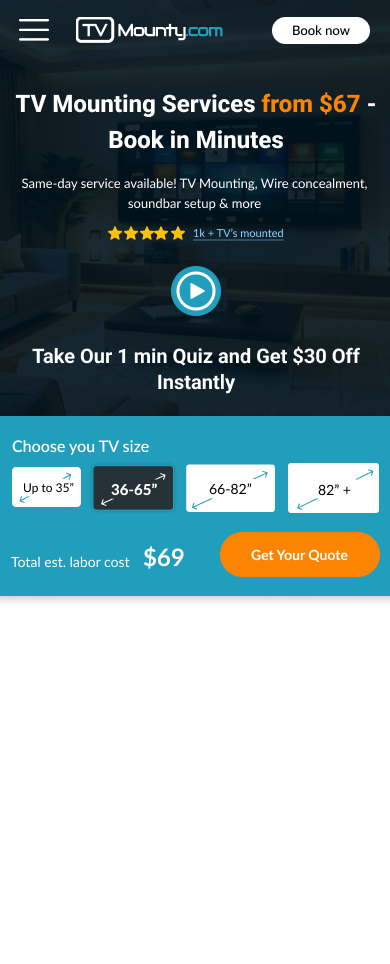 TV Mounty.com
Book now
TV Mounting Services from $67 -
Book in Minutes
Same-day service available! TV Mounting, Wire concealment,
soundbar setup & more
1k + TV's mounted
Take Our 1 min Quiz and Get $30 Off
Instantly
Choose you TV size
Up to 35”
36-65”
66-82”
82” +
Total est. labor cost $69
Get Your Quote